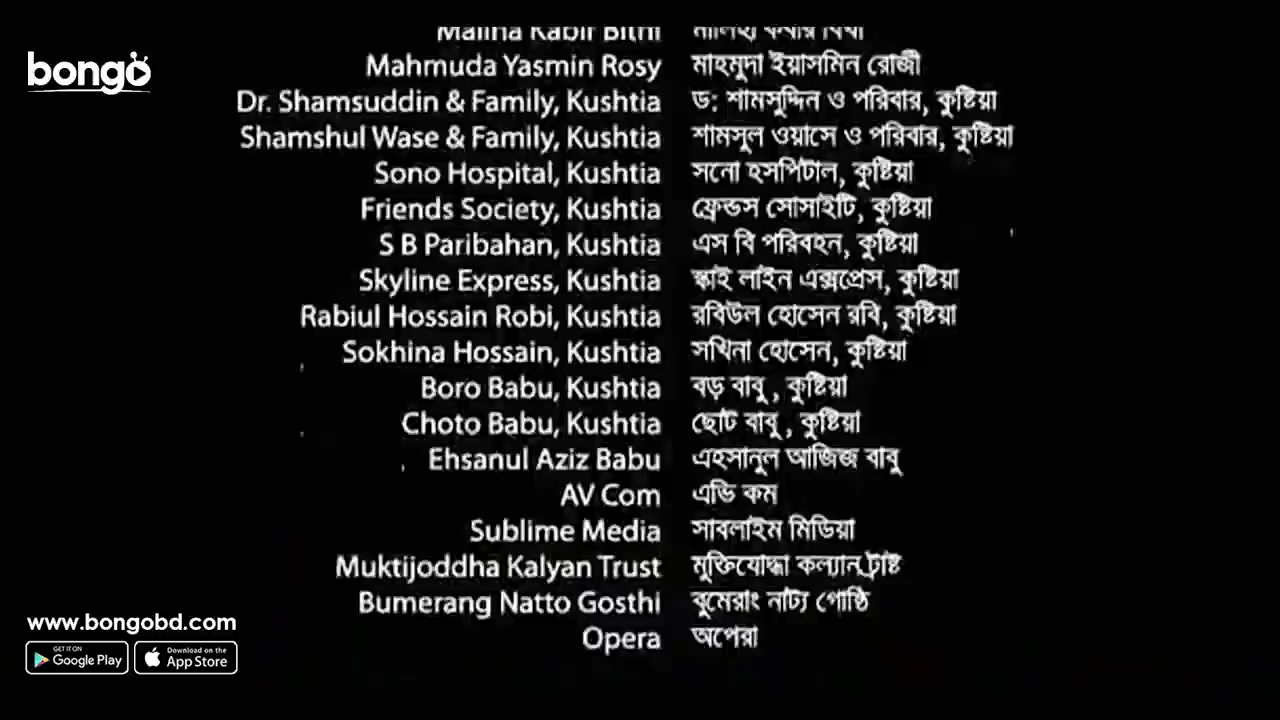 Maliha Kabir Bithi মালিহা কবীর বিথী
bongo
Mahmuda Yasmin Rosy মাহমুদা ইয়াসমিন রোজী
Dr. Shamsuddin & Family, Kushtia ড: শামসুদ্দিন ও পরিবার, কুষ্টিয়া
Shamshul Wase & Family, Kushtia শামসুল ওয়াসে ও পরিবার, কুষ্টিয়া
Sono Hospital, Kushtia সনো হসপিটাল, কুষ্টিয়া
Friends Society, Kushtia ফ্রেন্ডস সোসাইটি, কুষ্টিয়া
S B Paribahan, Kushtia এস বি পরিবহন, কুষ্টিয়া
Skyline Express, Kushtia স্কাই লাইন এক্সপ্রেস, কুষ্টিয়া
Rabiul Hossain Robi, Kushtia রবিউল হোসেন রবি, কুষ্টিয়া
Sokhina Hossain, Kushtia সখিনা হোসেন, কুষ্টিয়া
Boro Babu, Kushtia বড় বাবু , কুষ্টিয়া
Choto Babu, Kushtia ছোট বাবু , কুষ্টিয়া
Ehsanul Aziz Babu এহসানুল আজিজ বাবু
AV Com এভি কম
Sublime Media সাবলাইম মিডিয়া
Muktijoddha Kalyan Trust মুক্তিযোদ্ধা কল্যান ট্রাষ্ট
Bumerang Natto Gosthi বুমেরাং নাট্য গোষ্ঠি
Opera অপেরা
www.bongobd.com
GET IT ON Google Play
Download on the App Store